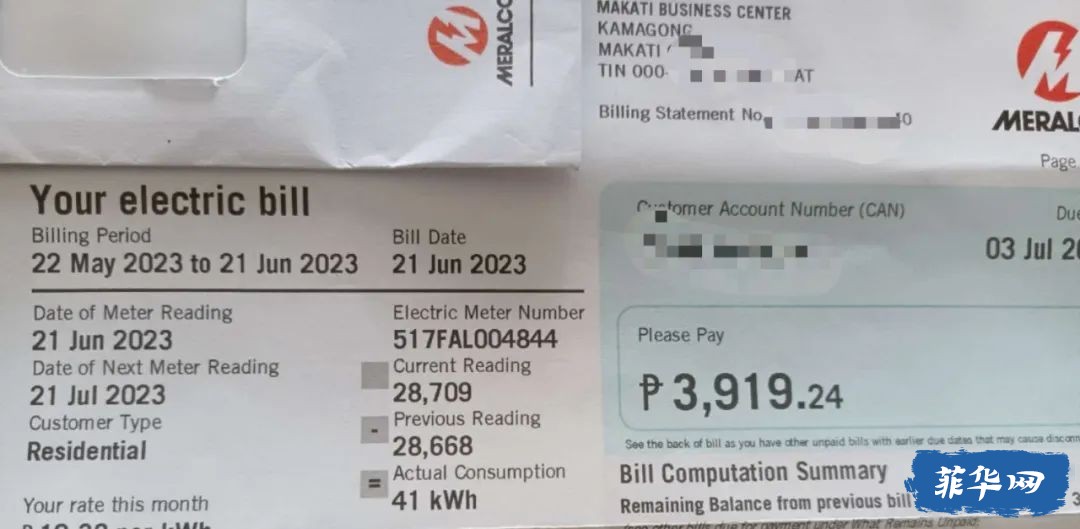 MERALCO
MAKATI BUSINESS CENTER
KAMAGONG
MAKATI
TIN 000- AT
Billing Statement No.
MERALC
Page
Your electric bill
Billing Period
22 May 2023 to 21 Jun 2023
Bill Date
21 Jun 2023
Date of Meter Reading
21 Jun 2023
Date of Next Meter Reading
21 Jul 2023
Customer Type
Residential
Your rate this month
per kWh
Electric Meter Number
517FAL004844
Current Reading
28,709
-
Previous Reading
28,668
=
Actual Consumption
41 kWh
Customer Account Number (CAN)
Due
03 Jul 20
Please Pay
₱ 3,919.24
See the back of bill as you have other unpaid bills with earlier due dates that may cause disconn
Bill Computation Summary
Remaining Balance from previous bill
菲华网